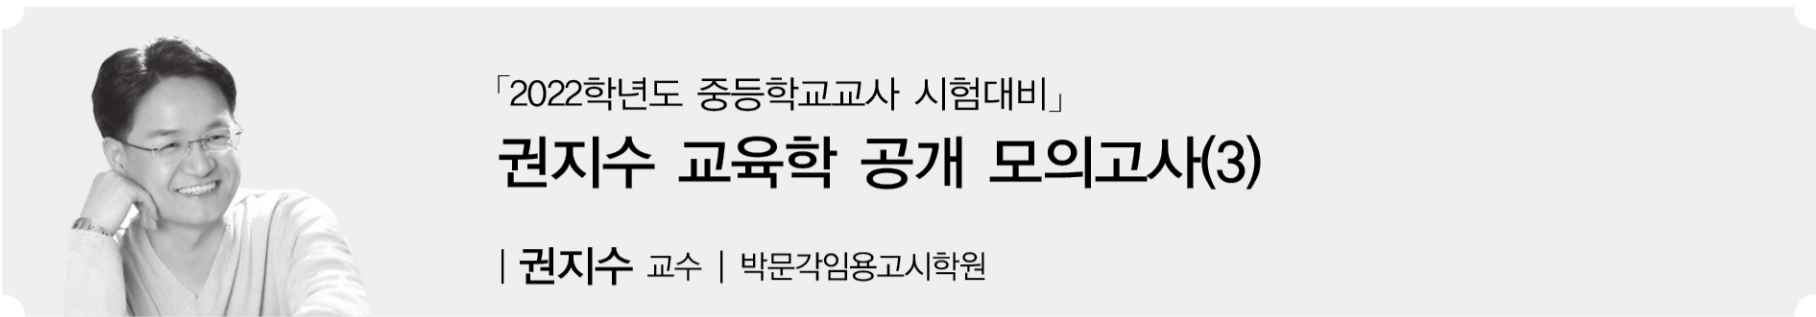 「2022학년도 중등학교교사 시험대비」
권지수 교육학 공개 모의고사(3)
| 권지수 교수 | 박문각임용고시학원